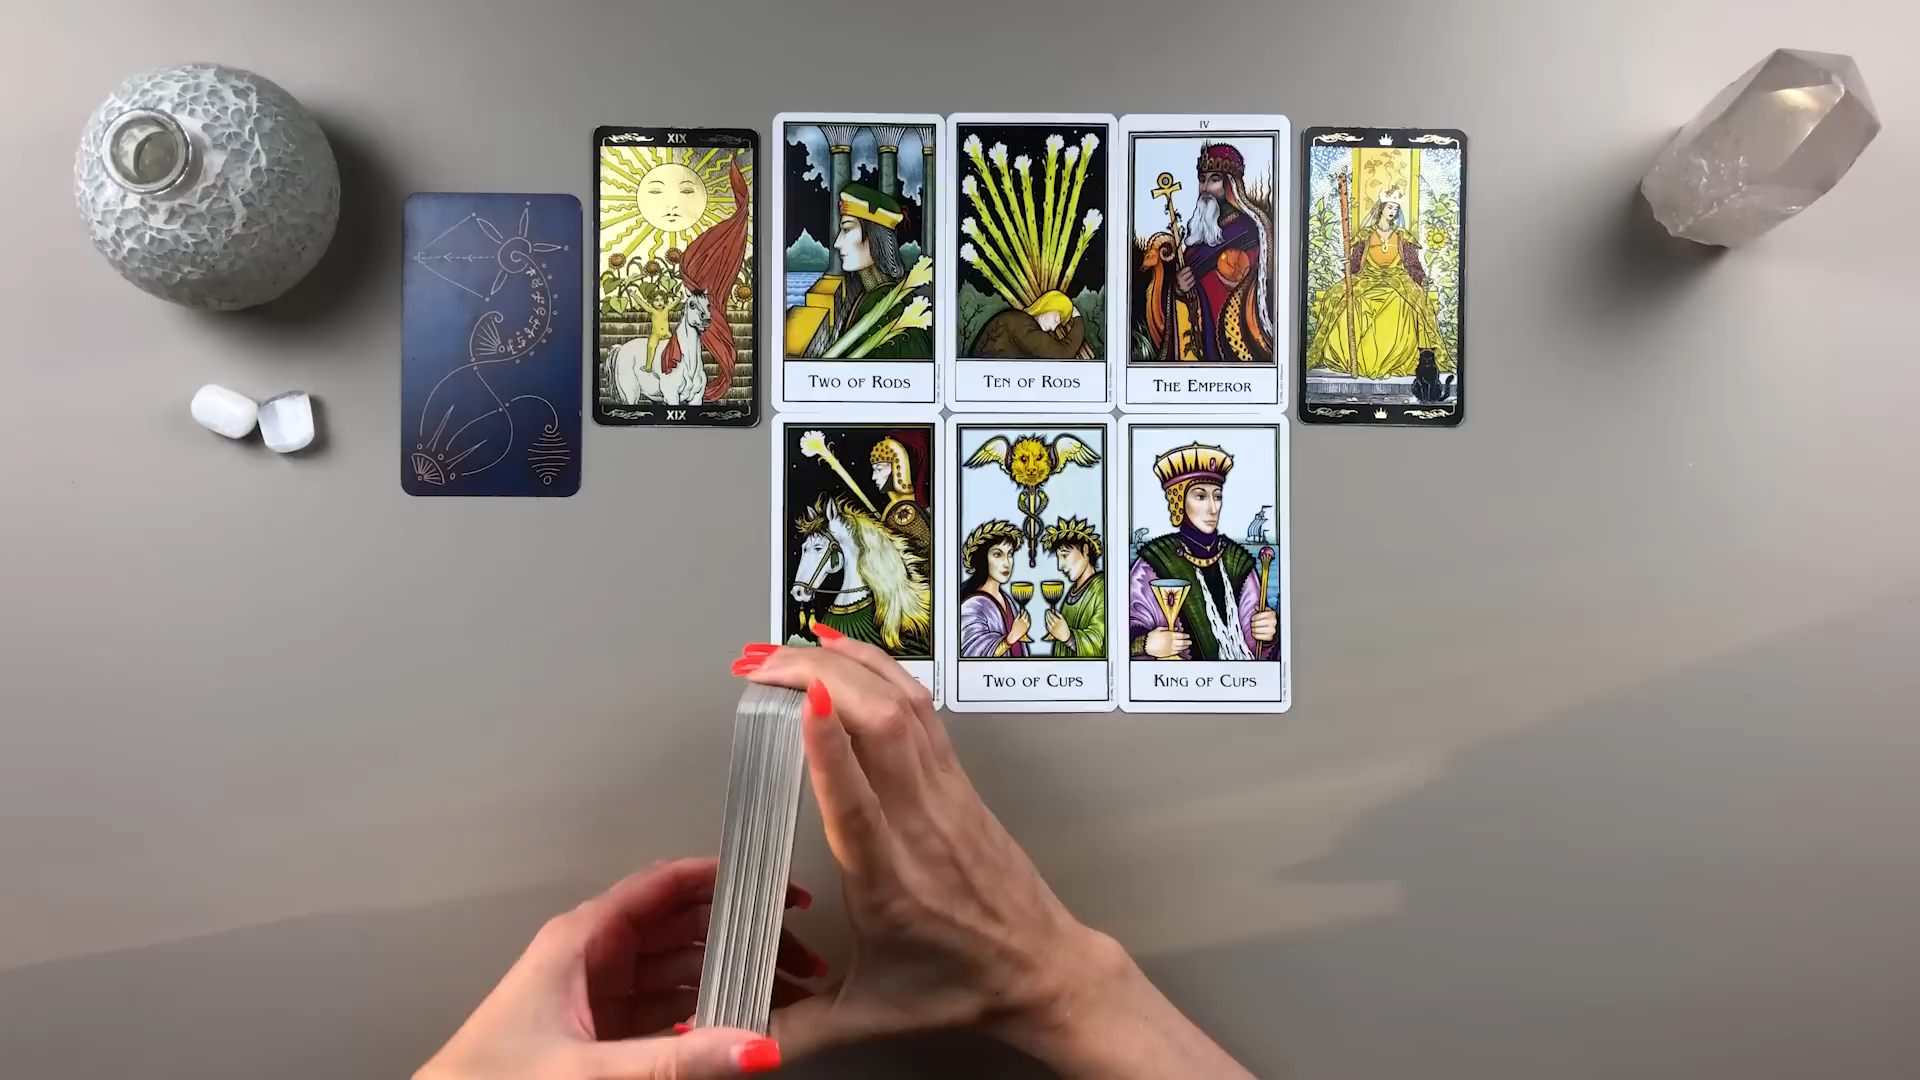 XIX
XIX
TWO OF RODS
TEN OF RODS
IV
THE EMPEROR
TWO OF CUPS
KING OF CUPS